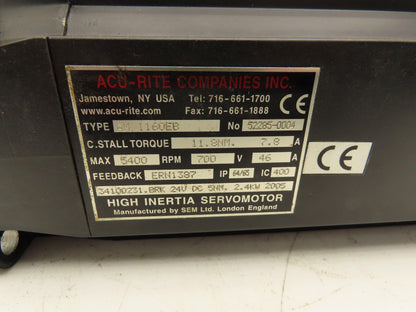 ACU-RITE COMPANIES INC.
Jamestown, NY USA Tel: 716-661-1700
www.acu-rite.com Fax: 716-661-1888 CE
TYPE 1160EB No 52285-0004
C.STALL TORQUE 11.8NM. 7.8 A
MAX 5400 RPM 700 V 46 A
FEEDBACK ERN1387 IP 64/65 IC 400
34100231.BRK 24V DC 5NM. 2.4KW 2005
HIGH INERTIA SERVOMOTOR
Manufactured by SEM Ltd. London England
CE